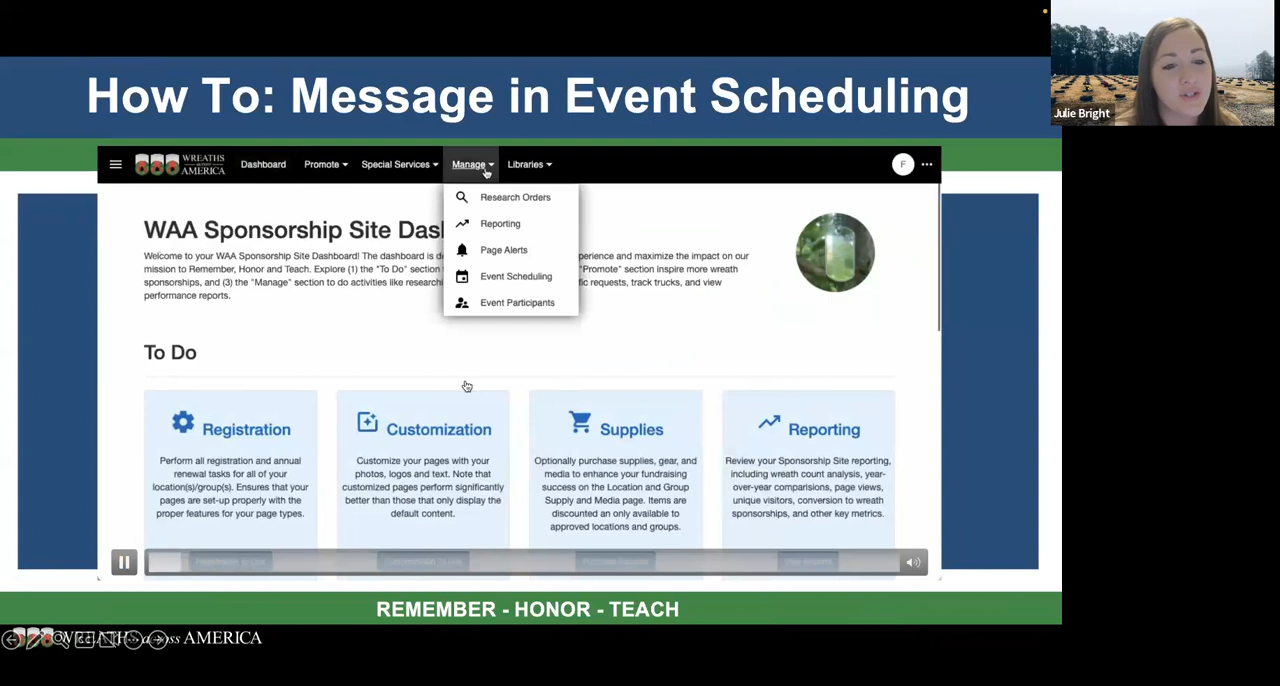 How To: Message in Event Scheduling
Julie Bright
WREATHS
across
AMERICA
Dashboard
Promote
Special Services
Manage
Libraries
F
Research Orders
Reporting
Page Alerts
Event Scheduling
Event Participants
WAA Sponsorship Site Das
Welcome to your WAA Sponsorship Site Dashboard! The dashboard is de perience and maximize the impact on our
mission to Remember, Honor and Teach. Explore (1) the "To Do" section "Promote" section inspire more wreath
sponsorships, and (3) the "Manage" section to do activities like researchi fic requests, track trucks, and view
performance reports.
To Do
Registration
Perform all registration and annual
renewal tasks for all of your
location(s)/group(s). Ensures that your
pages are set-up properly with the
proper features for your page types.
Customization
Customize your pages with your
photos, logos and text. Note that
customized pages perform significantly
better than those that only display the
default content.
Supplies
Optionally purchase supplies, gear, and
media to enhance your fundraising
success on the Location and Group
Supply and Media page. Items are
discounted an only available to
approved locations and groups.
Reporting
Review your Sponsorship Site reporting,
including wreath count analysis, year-
over-year comparisions, page views,
unique visitors, conversion to wreath
sponsorships, and other key metrics.
REMEMBER - HONOR - TEACH
WREATHS across AMERICA